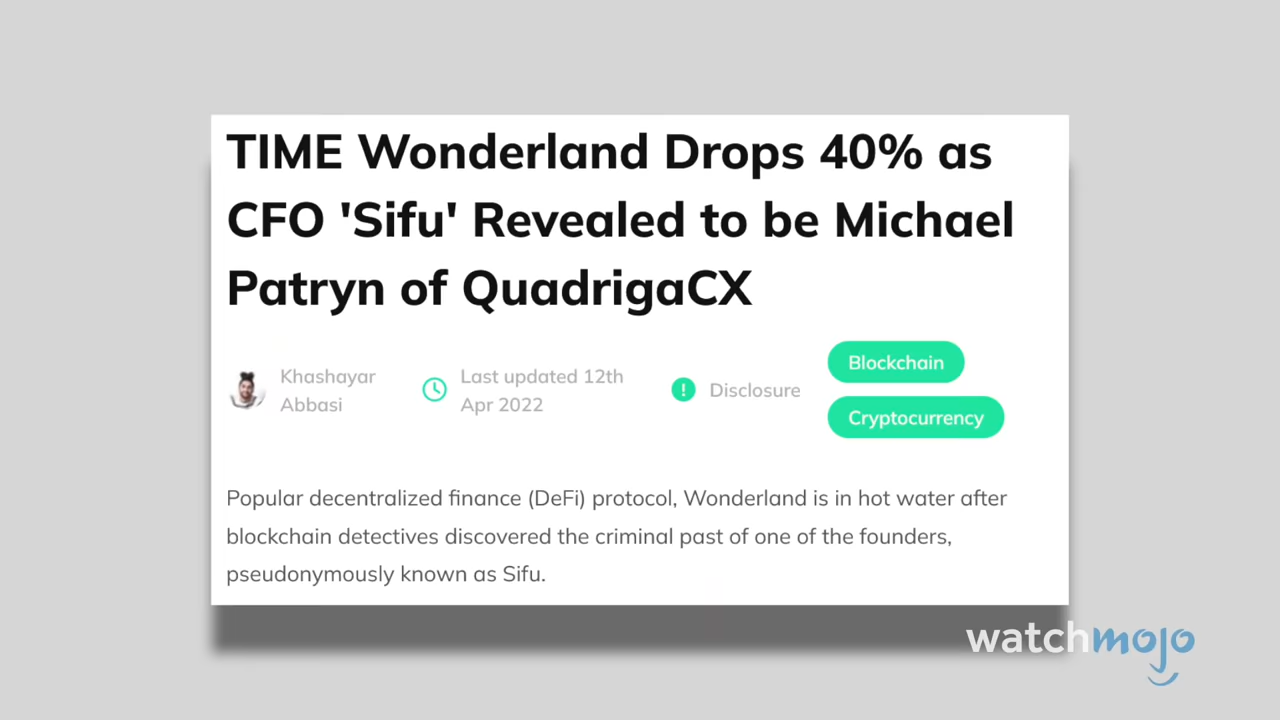 TIME Wonderland Drops 40% as
CFO 'Sifu' Revealed to be Michael
Patryn of QuadrigaCX
Khashayar
Abbasi
Last updated 12th
Apr 2022
Disclosure
Blockchain
Cryptocurrency
Popular decentralized finance (DeFi) protocol, Wonderland is in hot water after
blockchain detectives discovered the criminal past of one of the founders,
pseudonymously known as Sifu.
watchmojo